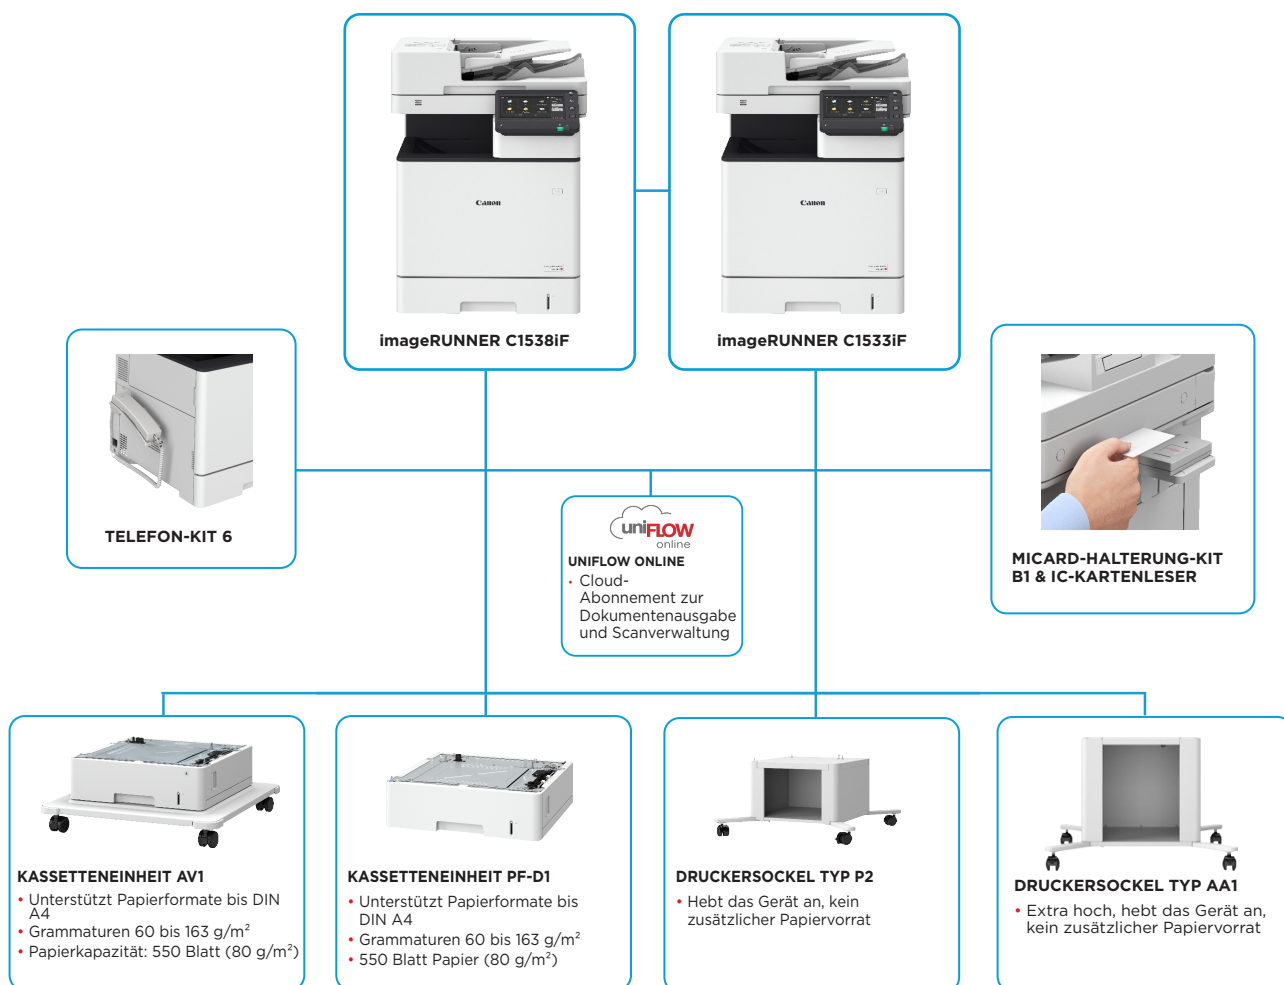 Canon
Canon
imageRUNNER C1538iF
imageRUNNER C1533iF
TELEFON-KIT 6
uniFLOW
online
UNIFLOW ONLINE
• Cloud-
Abonnement zur
Dokumentenausgabe
und Scanverwaltung
MICARD-HALTERUNG-KIT
B1 & IC-KARTENLESER
KASSETTENEINHEIT AV1
• Unterstützt Papierformate bis DIN
A4
• Grammaturen 60 bis 163 g/m²
• Papierkapazität: 550 Blatt (80 g/m²)
KASSETTENEINHEIT PF-D1
• Unterstützt Papierformate bis
DIN A4
• Grammaturen 60 bis 163 g/m²
• 550 Blatt Papier (80 g/m²)
DRUCKERSOCKEL TYP P2
• Hebt das Gerät an, kein
zusätzlicher Papiervorrat
DRUCKERSOCKEL TYP AA1
• Extra hoch, hebt das Gerät an,
kein zusätzlicher Papiervorrat